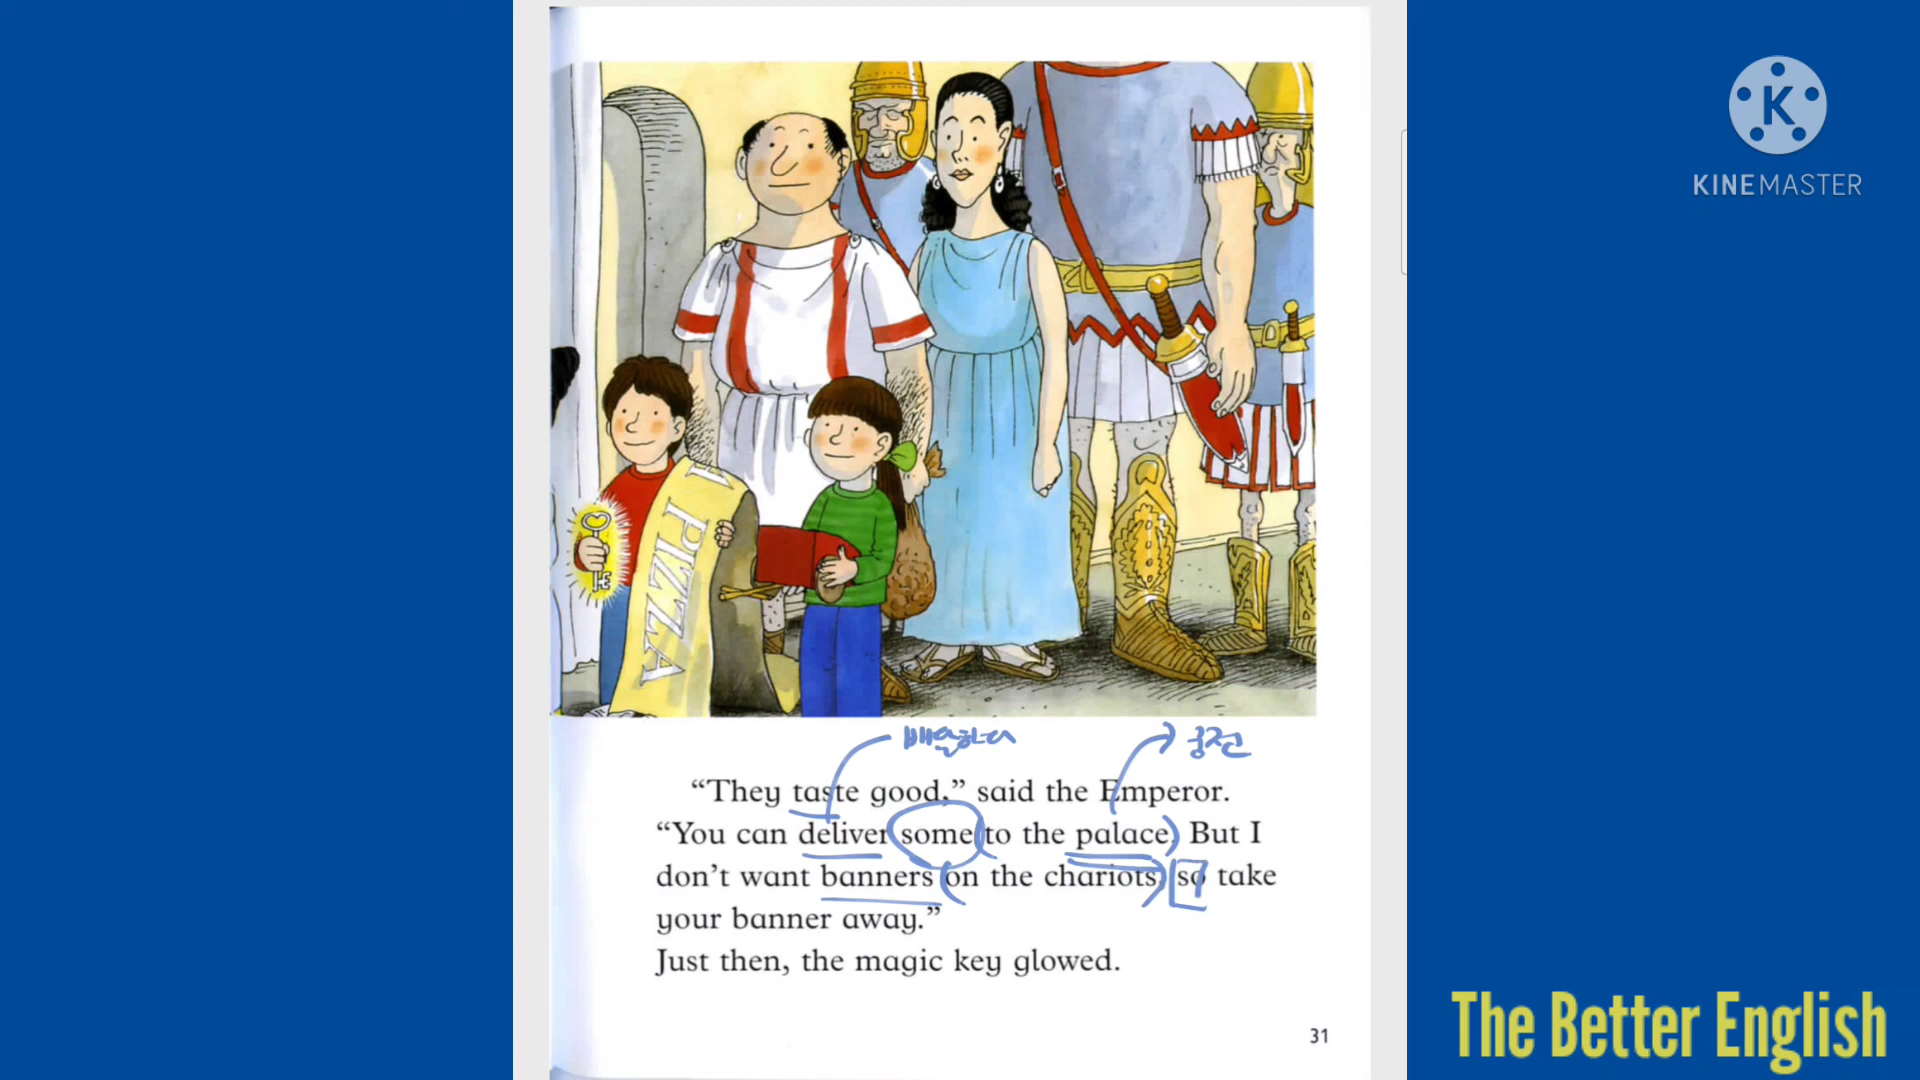 K
KINEMASTER
PIZZA
배달하다
궁전
“They taste good,” said the Emperor.
“You can deliver some to the palace. But I
don’t want banners on the chariots, so take
your banner away.”
Just then, the magic key glowed.
31
The Better English